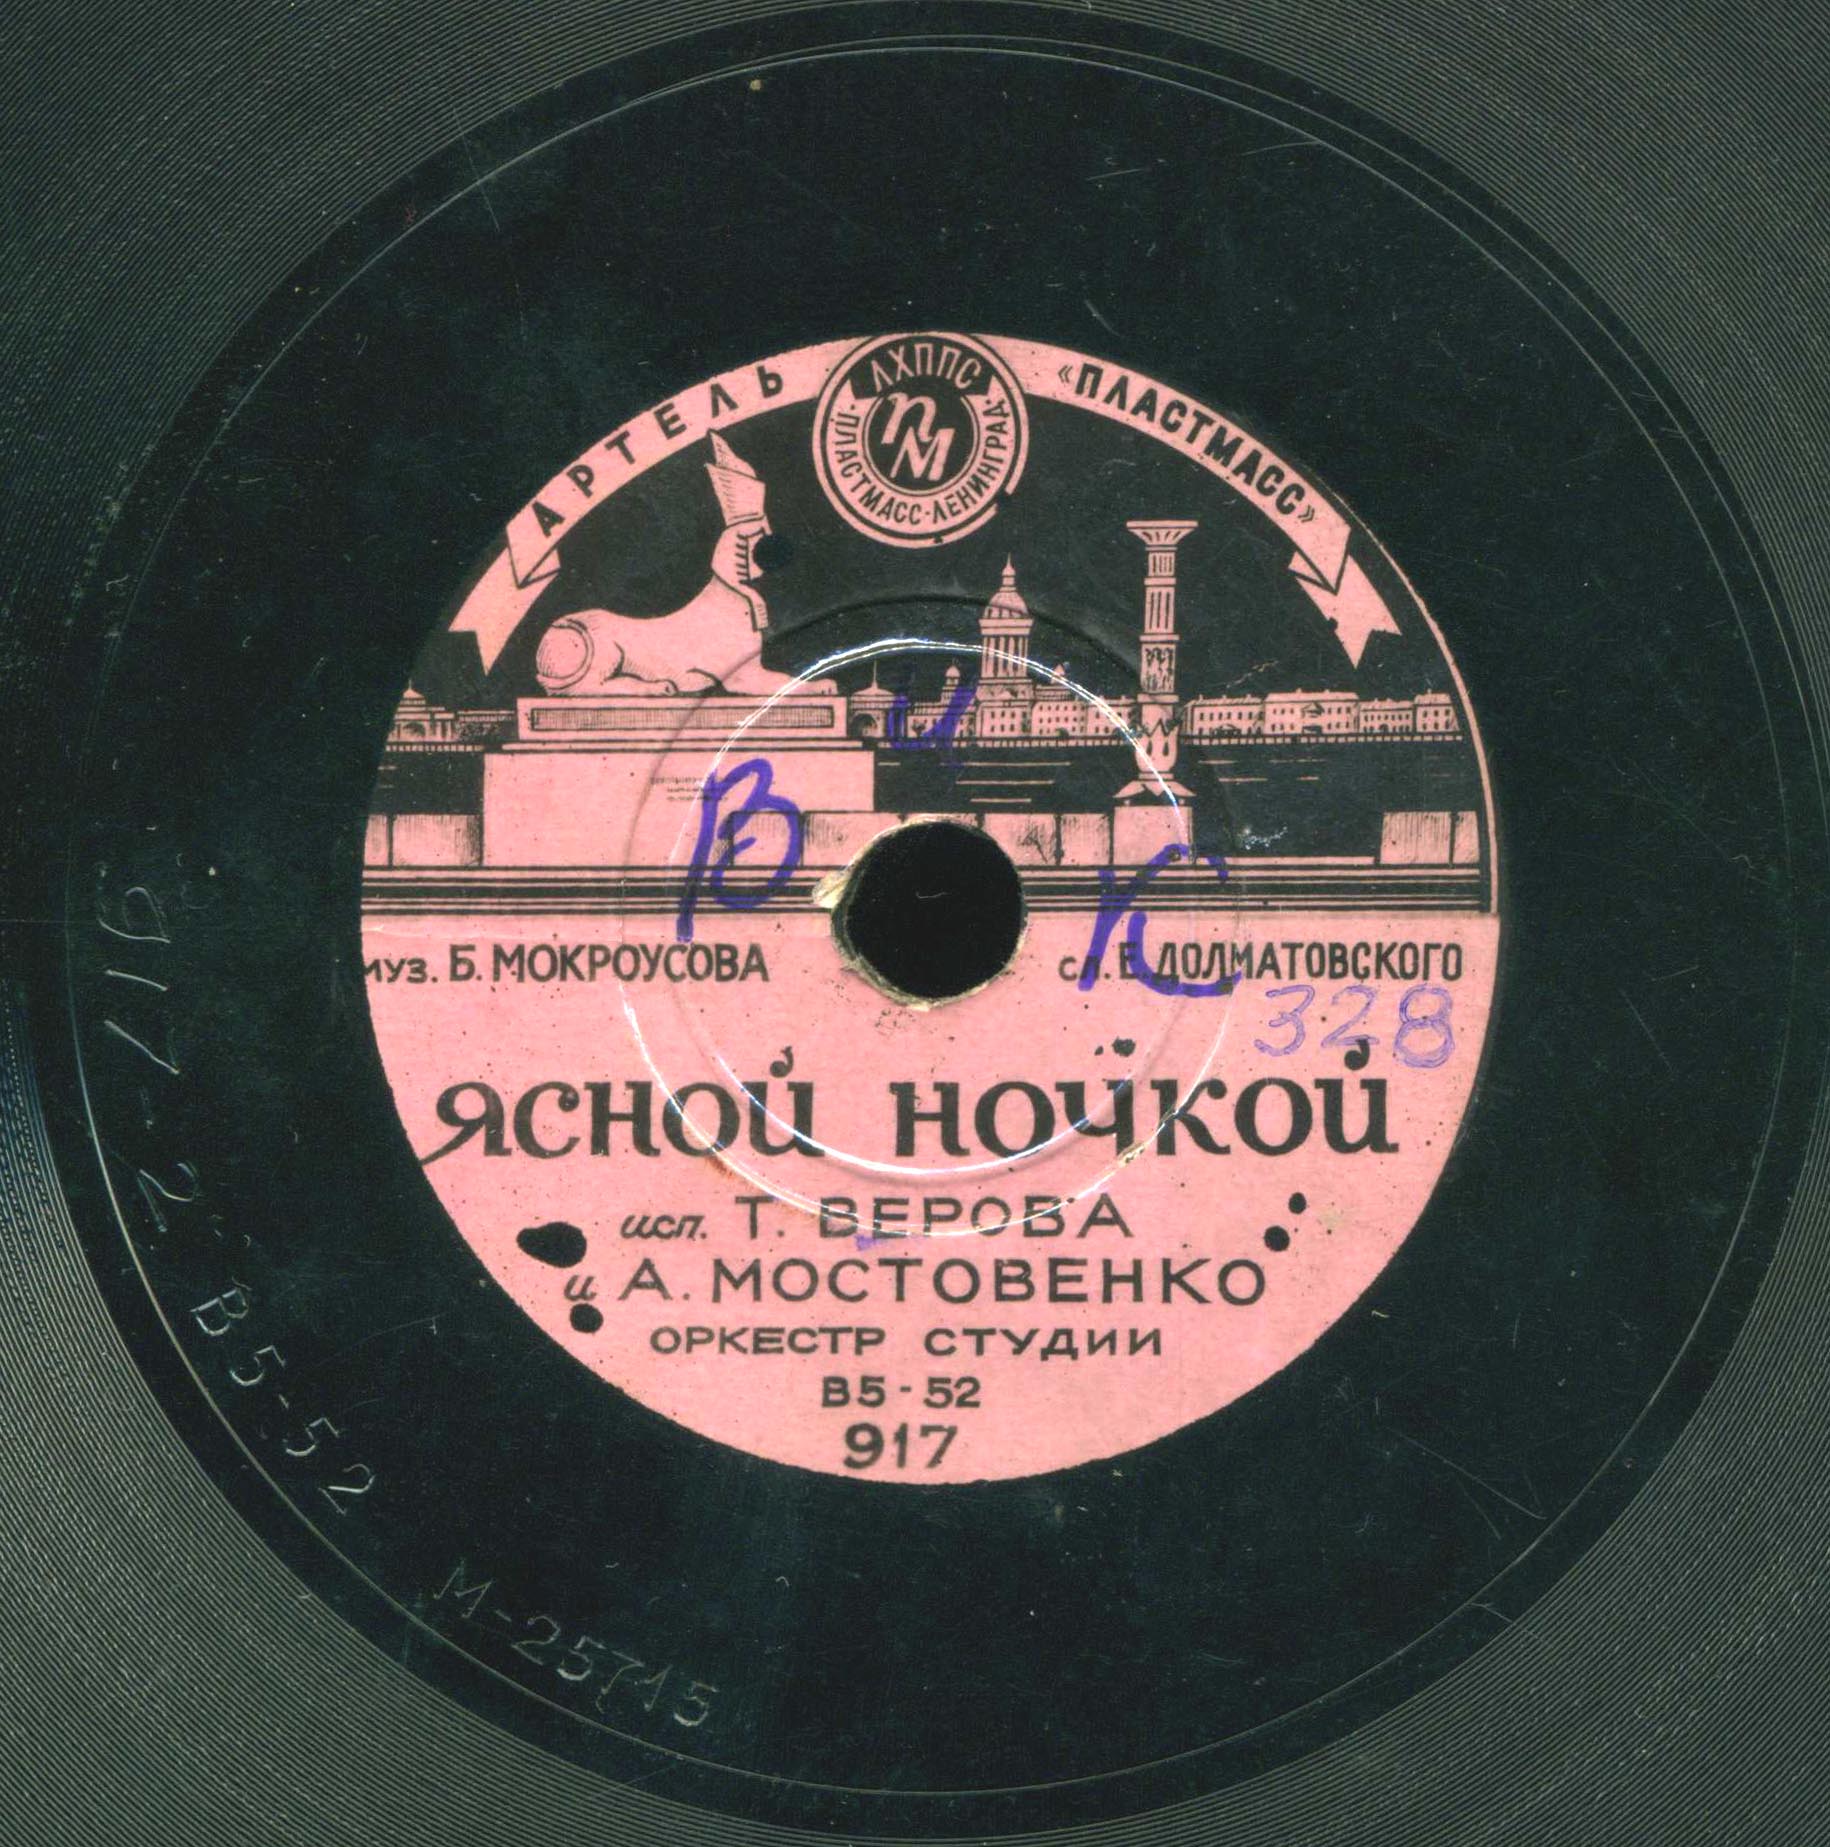 АРТЕЛЬ «ПЛАСТМАСС»
ЛХППС
ПМ
·ПЛАСТМАСС-ЛЕНИНГРАД·
В и К
муз. Б. МОКРОУСОВА сл. Е. ДОЛМАТОВСКОГО
328
ЯСНОЙ НОЧКОЙ
исп. Т. ВЕРОВА
и А. МОСТОВЕНКО
ОРКЕСТР СТУДИИ
В5-52
917
917-2 В5-52
М-25715